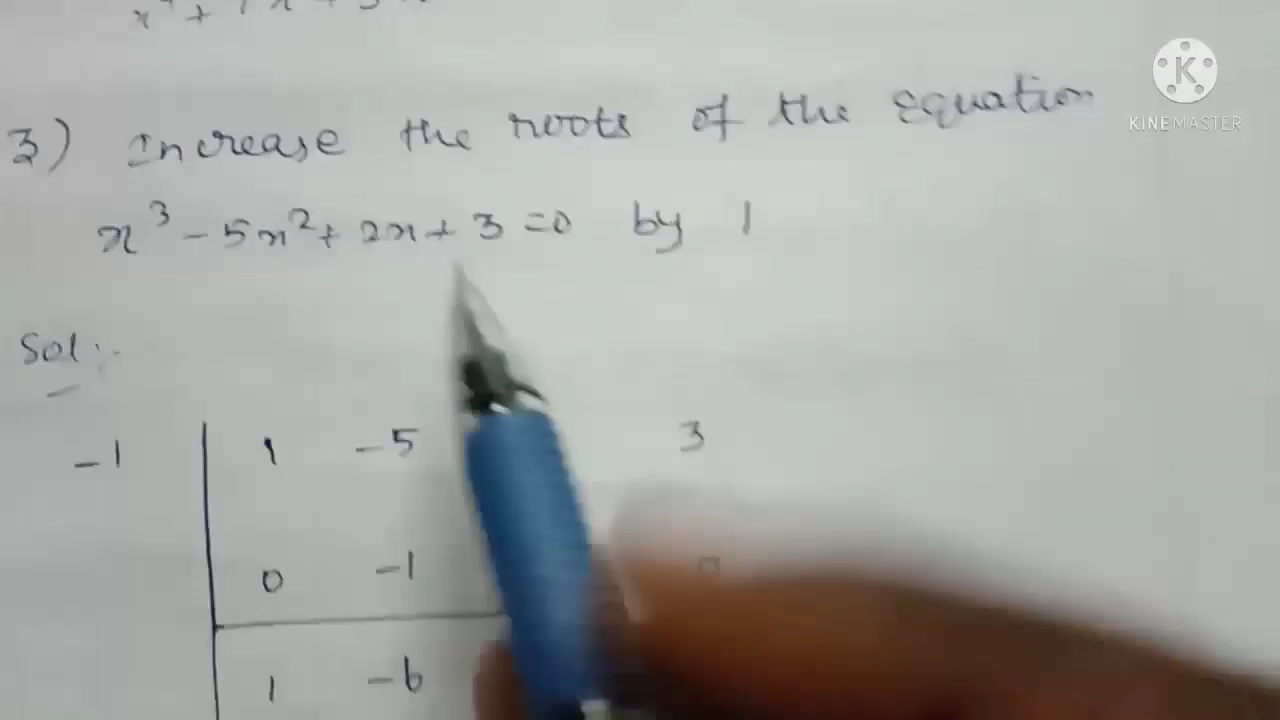 3) Increase the roots of the equation
x³ - 5x² + 2x + 3 = 0 by 1
Sol:-
-1 | 1 -5 3
0 -1
1 -6
KINEMASTER